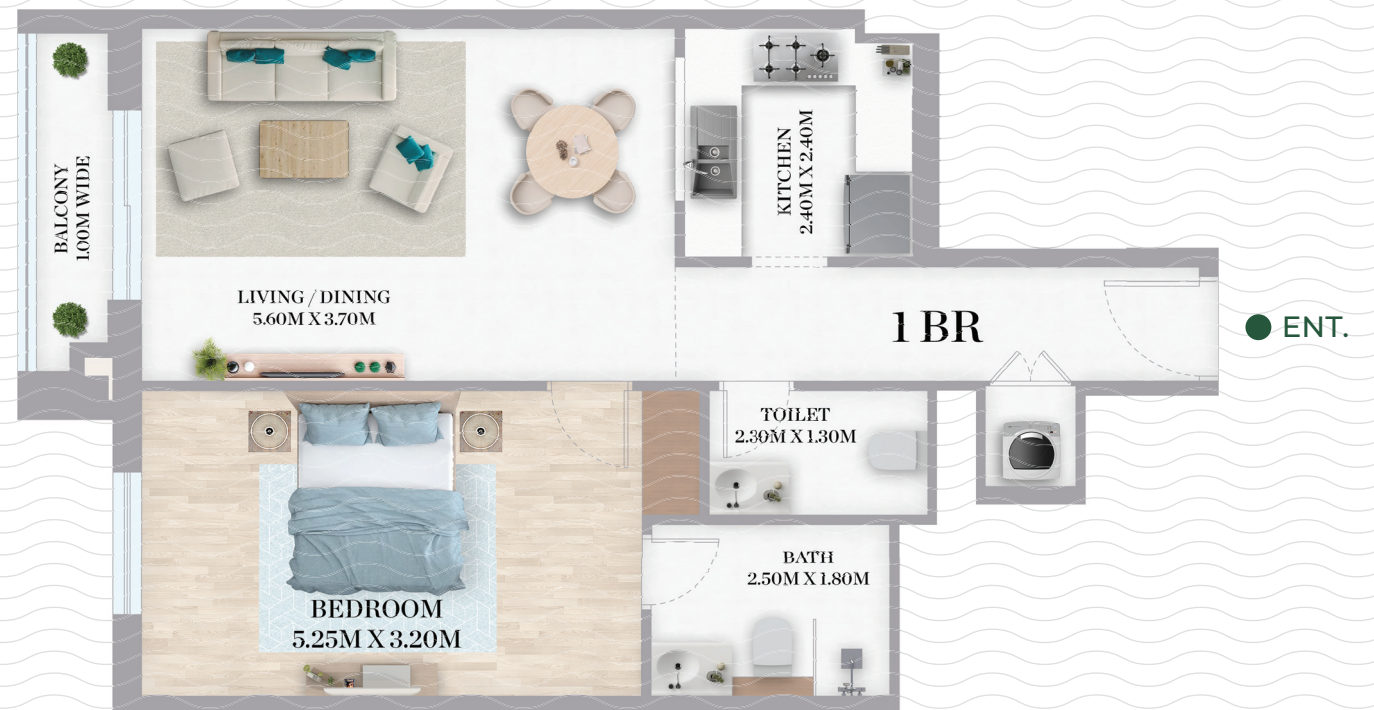 BALCONY
1.00M WIDE
LIVING / DINING
5.60M X 3.70M
KITCHEN
2.40M X 2.40M
1 BR
ENT.
TOILET
2.30M X 1.30M
BATH
2.50M X 1.80M
BEDROOM
5.25M X 3.20M